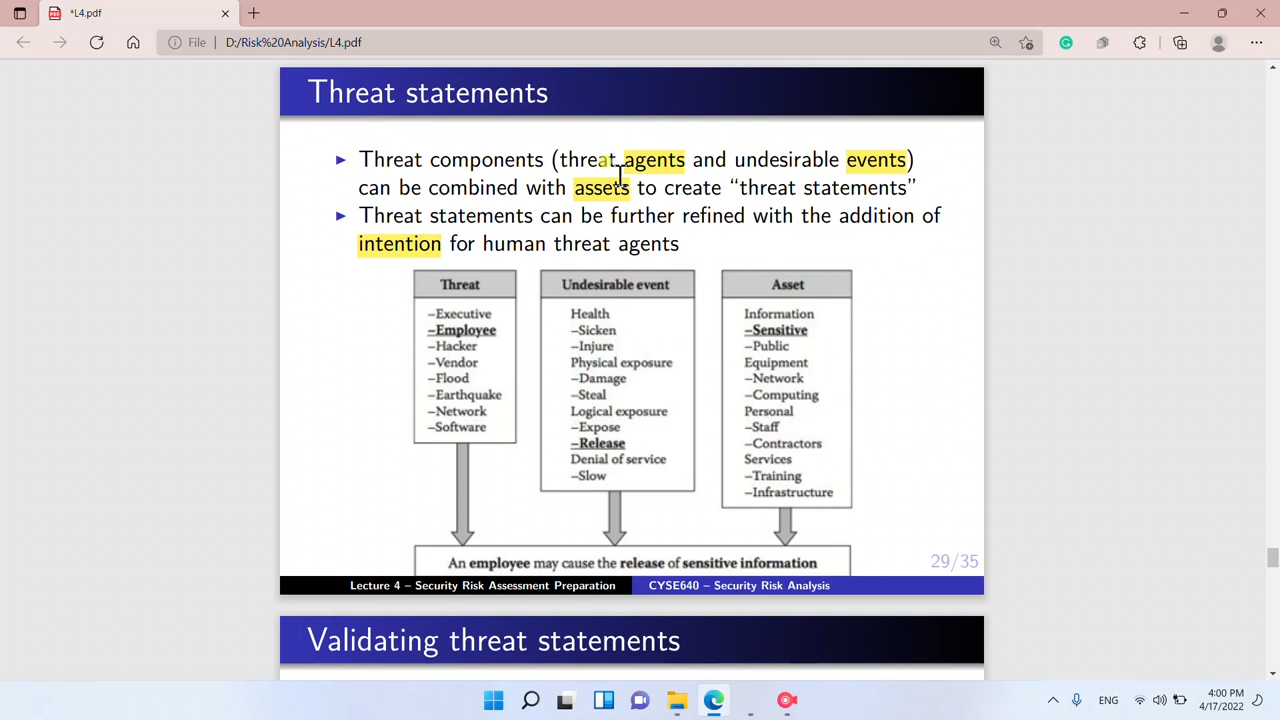 *L4.pdf
File
D:/Risk%20Analysis/L4.pdf
Threat statements
Threat components (threat agents and undesirable events)
can be combined with assets to create “threat statements”
Threat statements can be further refined with the addition of
intention for human threat agents
Threat
–Executive
–Employee
–Hacker
–Vendor
–Flood
–Earthquake
–Network
–Software
Undesirable event
Health
–Sicken
–Injure
Physical exposure
–Damage
–Steal
Logical exposure
–Expose
–Release
Denial of service
–Slow
Asset
Information
–Sensitive
–Public
Equipment
–Network
–Computing
Personal
–Staff
–Contractors
Services
–Training
–Infrastructure
An employee may cause the release of sensitive information
29/35
Lecture 4 – Security Risk Assessment Preparation
CYSE640 – Security Risk Analysis
Validating threat statements
ENG
4:00 PM
4/17/2022